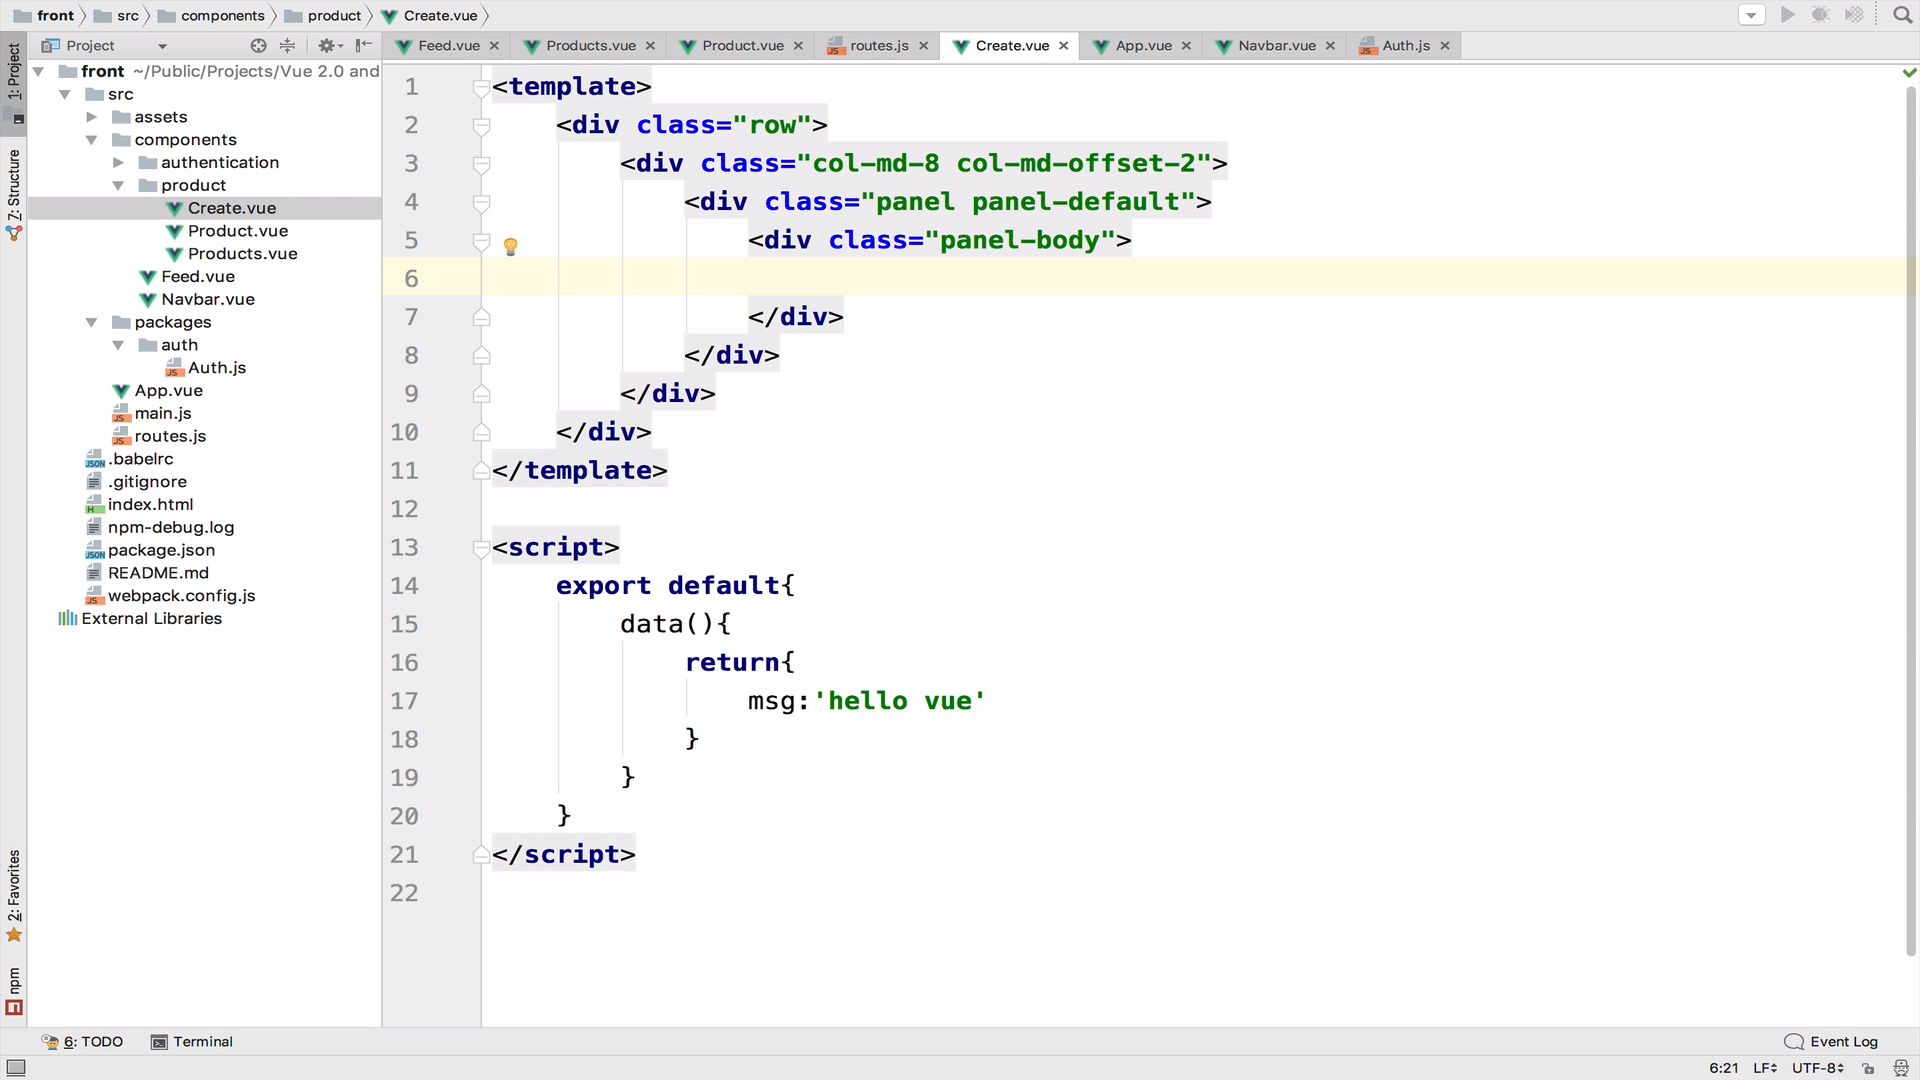 front src components product Create.vue
Project
Feed.vue Products.vue Product.vue routes.js Create.vue App.vue Navbar.vue Auth.js
1: Project
7: Structure
2: Favorites
npm
front ~/Public/Projects/Vue 2.0 and
src
assets
components
authentication
product
Create.vue
Product.vue
Products.vue
Feed.vue
Navbar.vue
packages
auth
Auth.js
App.vue
main.js
routes.js
.babelrc
.gitignore
index.html
npm-debug.log
package.json
README.md
webpack.config.js
External Libraries
1 <template>
2 <div class="row">
3 <div class="col-md-8 col-md-offset-2">
4 <div class="panel panel-default">
5 <div class="panel-body">
6
7 </div>
8 </div>
9 </div>
10 </div>
11 </template>
12
13 <script>
14 export default{
15 data(){
16 return{
17 msg:'hello vue'
18 }
19 }
20 }
21 </script>
22
6: TODO Terminal Event Log
6:21 LF UTF-8